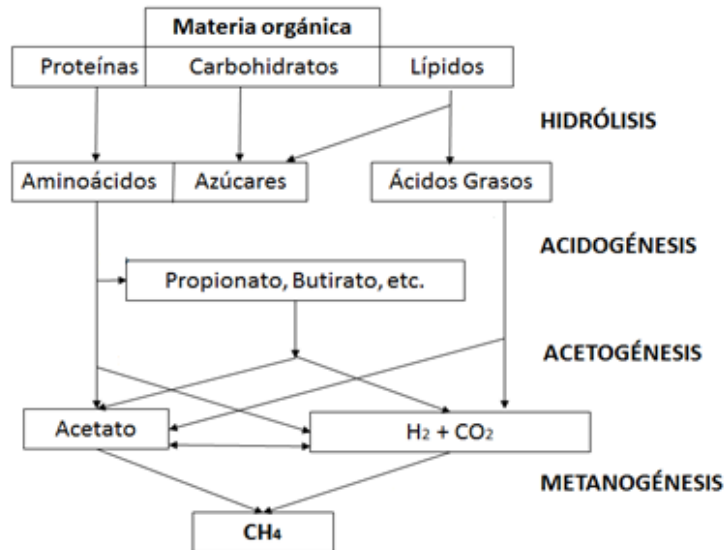 Materia orgánica
Proteínas Carbohidratos Lípidos
HIDRÓLISIS
Aminoácidos Azúcares Ácidos Grasos
ACIDOGÉNESIS
Propionato, Butirato, etc.
ACETOGÉNESIS
Acetato H₂ + CO₂
METANOGÉNESIS
CH₄